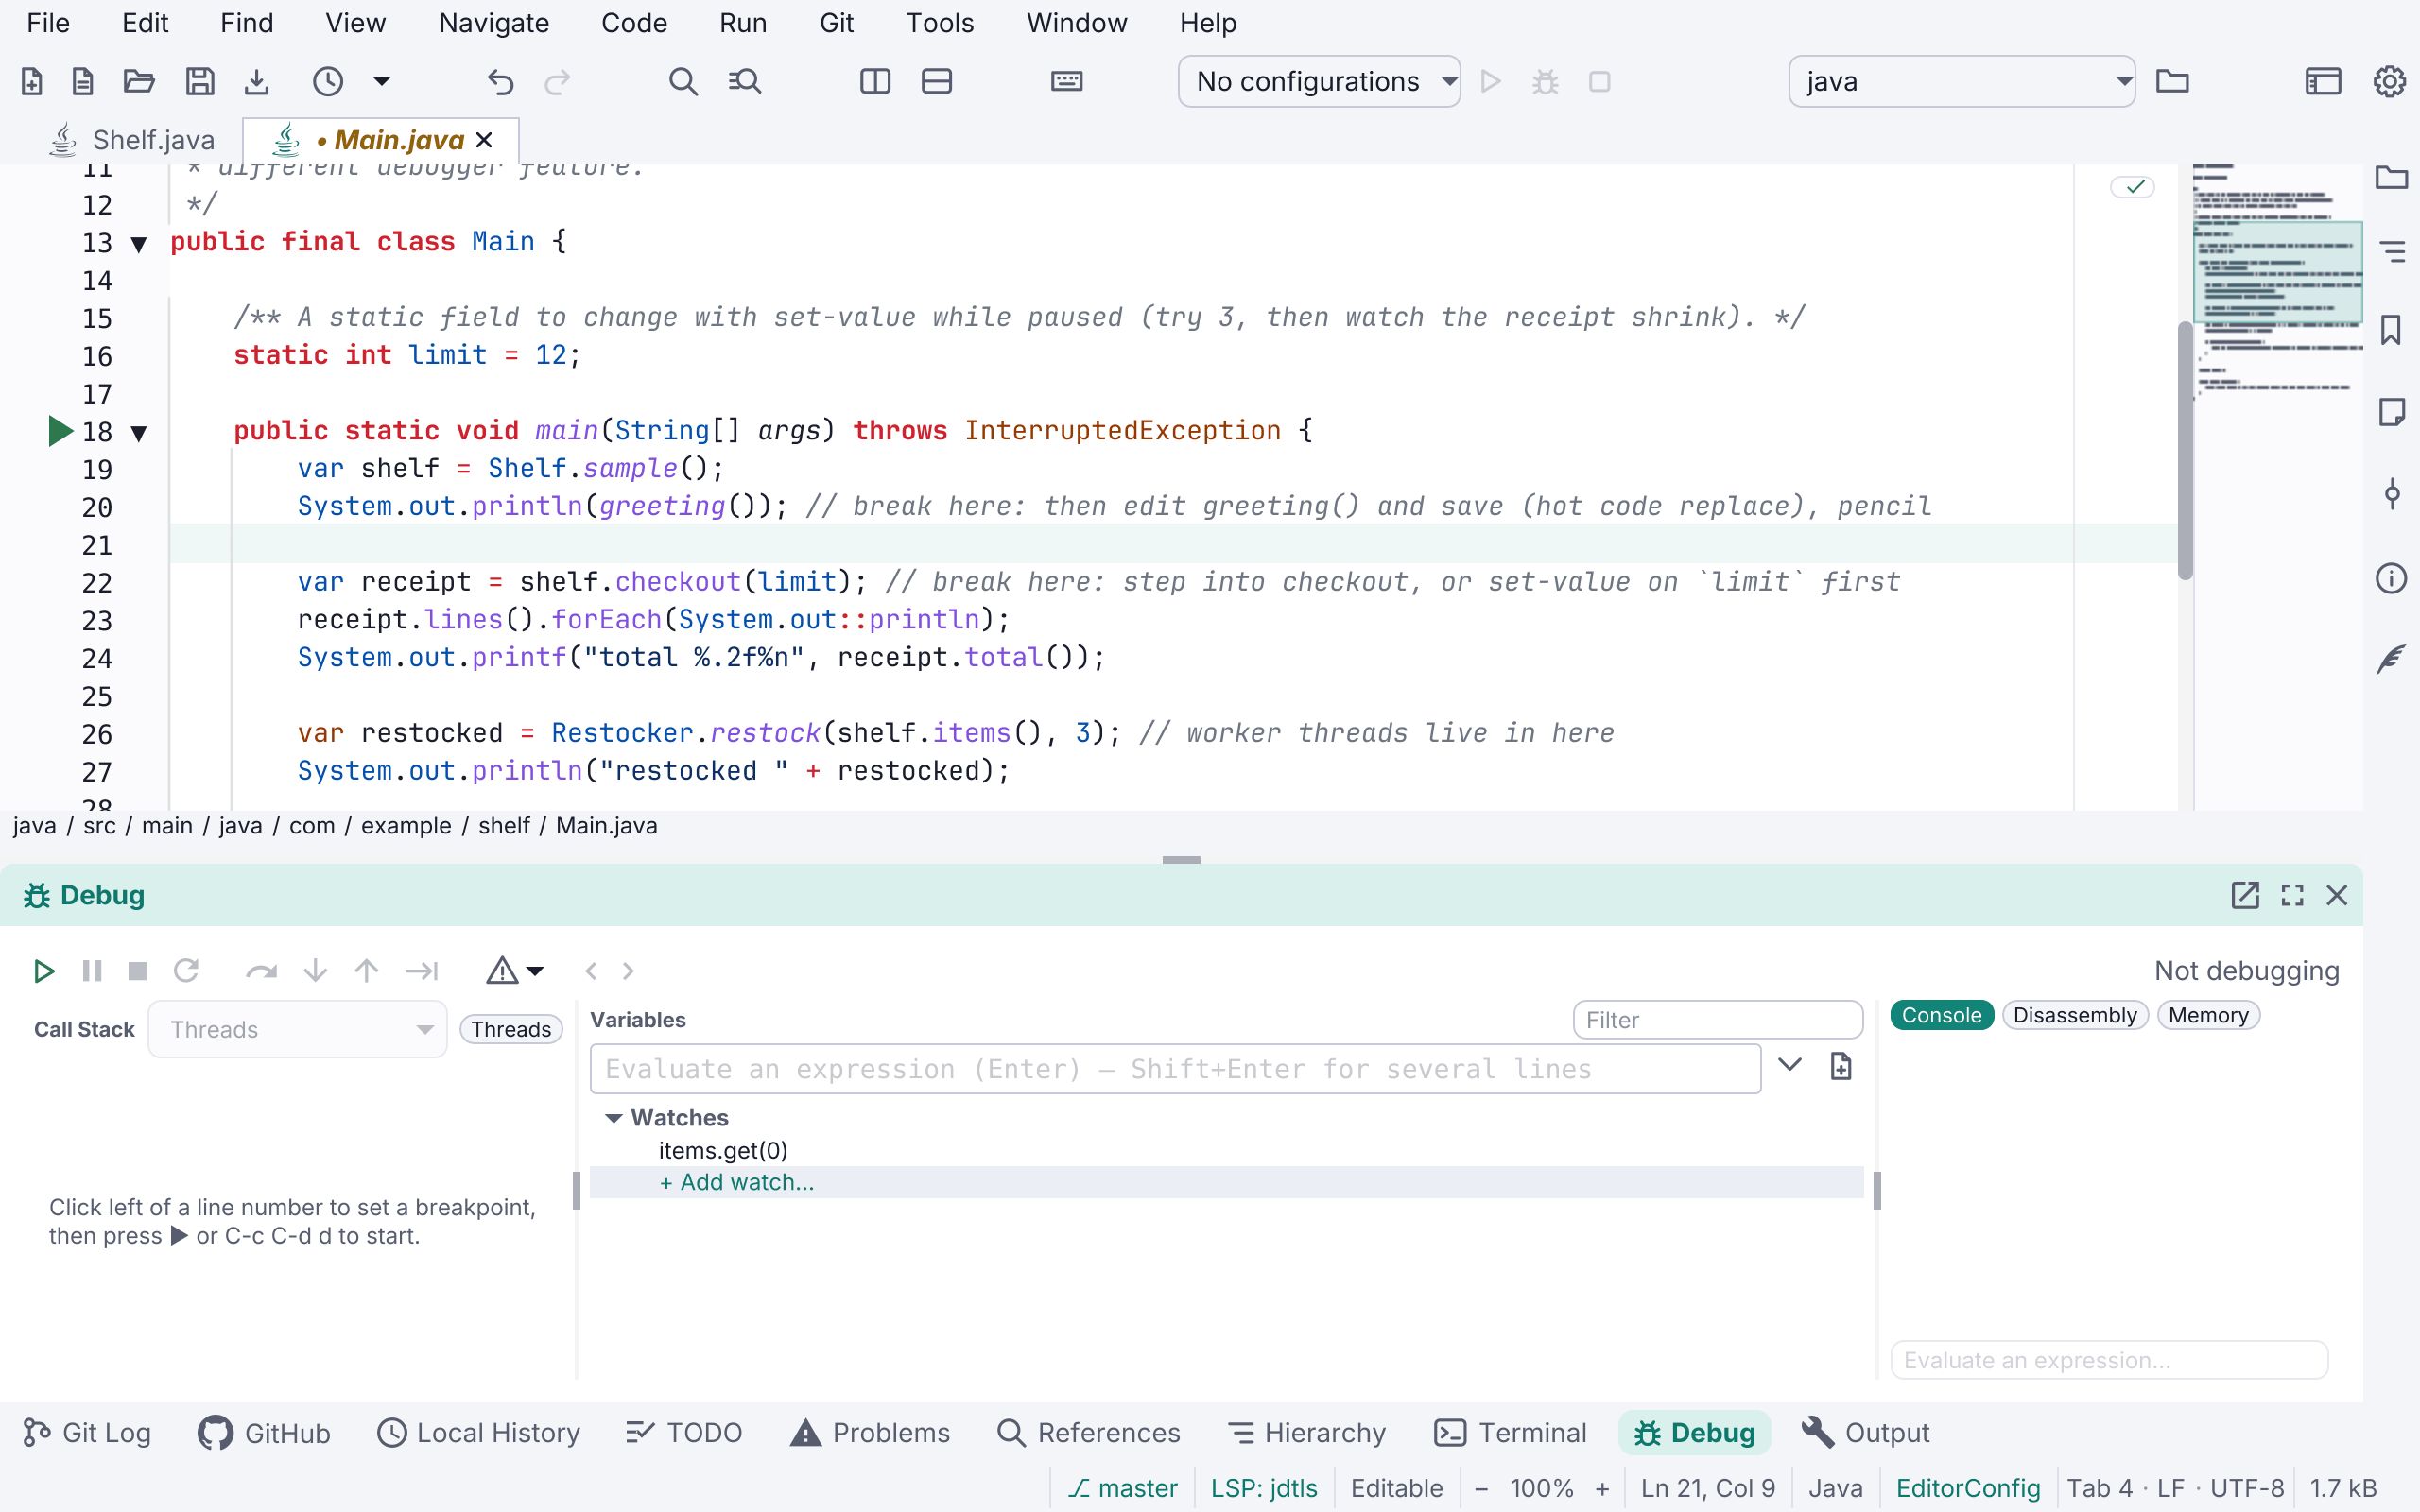 File Edit Find View Navigate Code Run Git Tools Window Help
No configurations java
Shelf.java • Main.java
11 * different debugger feature.
12 */
13 public final class Main {
14
15 /** A static field to change with set-value while paused (try 3, then watch the receipt shrink). */
16 static int limit = 12;
17
18 public static void main(String[] args) throws InterruptedException {
19 var shelf = Shelf.sample();
20 System.out.println(greeting()); // break here: then edit greeting() and save (hot code replace), pencil
21
22 var receipt = shelf.checkout(limit); // break here: step into checkout, or set-value on `limit` first
23 receipt.lines().forEach(System.out::println);
24 System.out.printf("total %.2f%n", receipt.total());
25
26 var restocked = Restocker.restock(shelf.items(), 3); // worker threads live in here
27 System.out.println("restocked " + restocked);
28
java / src / main / java / com / example / shelf / Main.java
Debug
Not debugging
Call Stack Threads Threads
Variables Filter
Console Disassembly Memory
Evaluate an expression (Enter) – Shift+Enter for several lines
Watches
items.get(0)
+ Add watch...
Click left of a line number to set a breakpoint,
then press ▶ or C-c C-d d to start.
Evaluate an expression...
Git Log GitHub Local History TODO Problems References Hierarchy Terminal Debug Output
master LSP: jdtls Editable – 100% + Ln 21, Col 9 Java EditorConfig Tab 4 · LF · UTF-8 1.7 kB